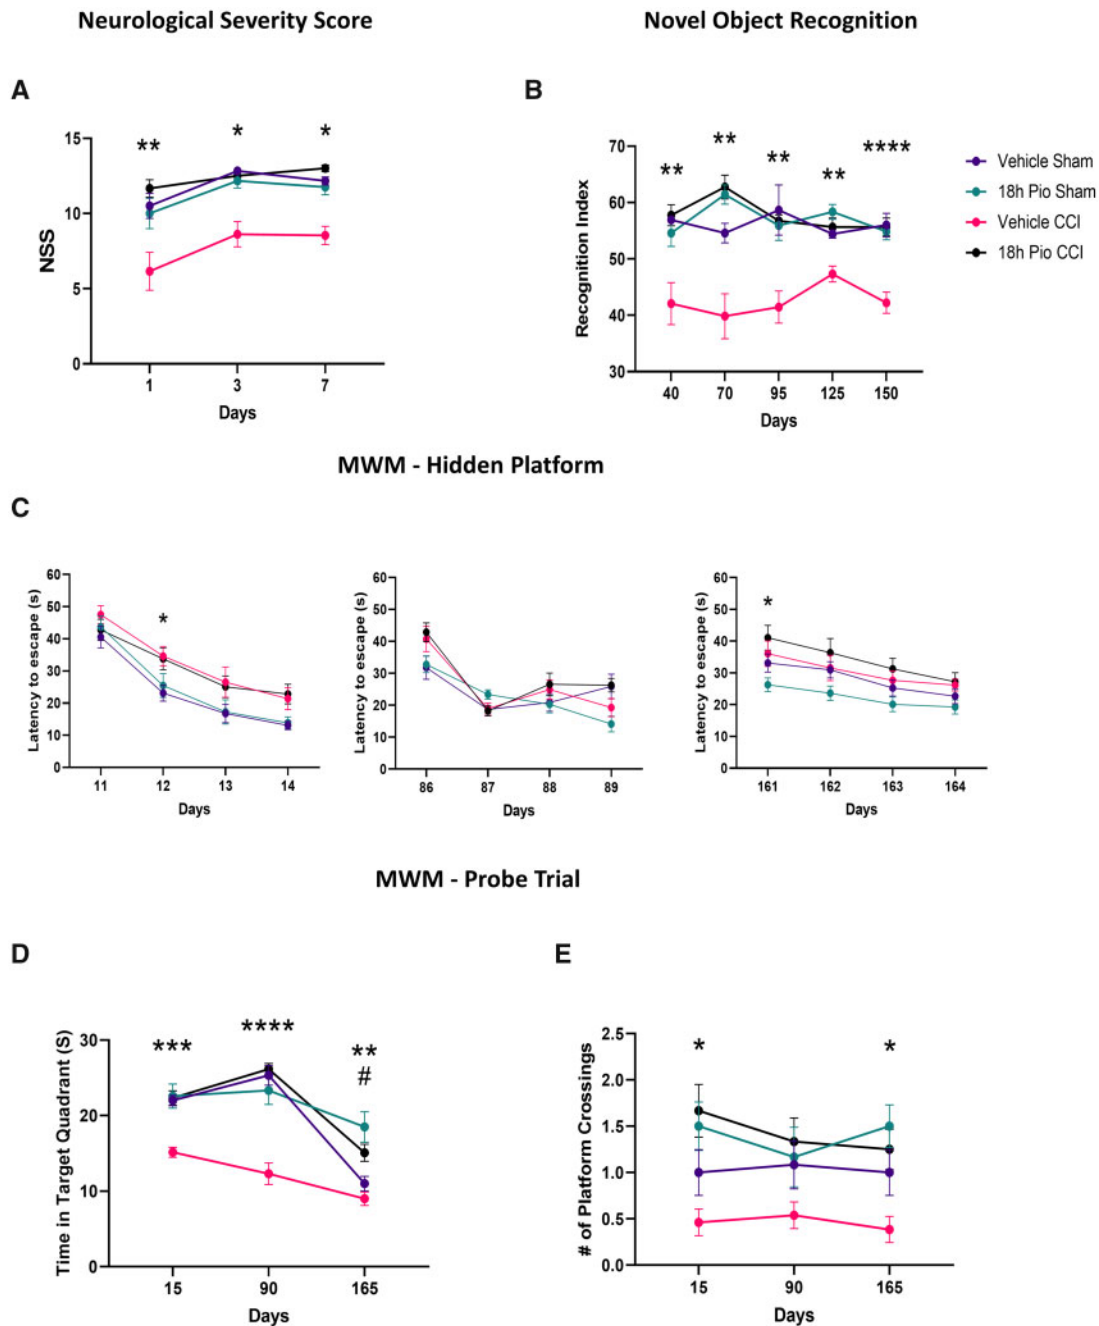 Neurological Severity Score
Novel Object Recognition
A
B
**
*
*
15
10
5
0
NSS
1 3 7
Days
**
**
**
**
****
70
60
50
40
30
Recognition Index
40 70 95 125 150
Days
Vehicle Sham
18h Pio Sham
Vehicle CCI
18h Pio CCI
MWM - Hidden Platform
C
60
50
40
30
20
10
0
Latency to escape (s)
*
11 12 13 14
Days
60
50
40
30
20
10
0
Latency to escape (s)
86 87 88 89
Days
60
50
40
30
20
10
0
Latency to escape (s)
*
161 162 163 164
Days
MWM - Probe Trial
D
E
30
20
10
0
Time in Target Quadrant (S)
***
****
**
#
15 90 165
Days
2.5
2.0
1.5
1.0
0.5
0.0
# of Platform Crossings
*
*
15 90 165
Days